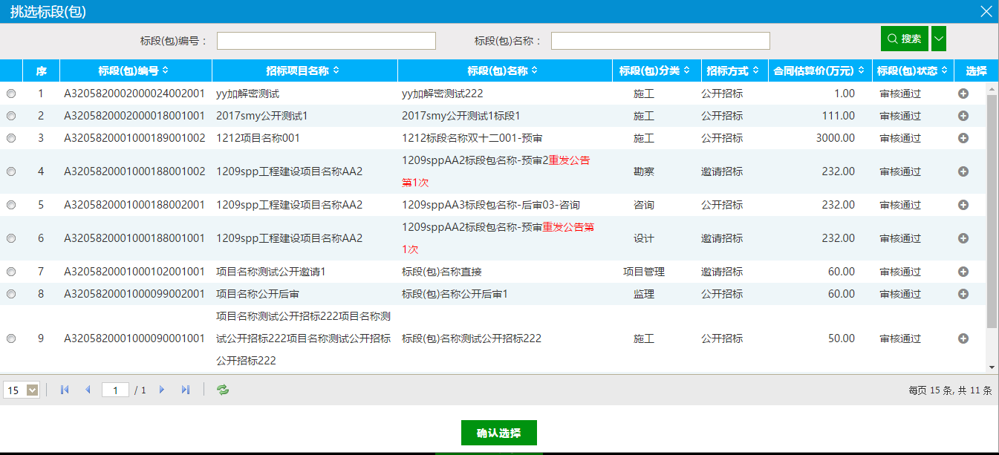 挑选标段(包)
标段(包)编号： 标段(包)名称： 搜索
序 标段(包)编号 招标项目名称 标段(包)名称 标段(包)分类 招标方式 合同估算价(万元) 标段(包)状态 选择
1 A3205820002000024002001 yy加解密测试 yy加解密测试222 施工 公开招标 1.00 审核通过
2 A3205820002000018001001 2017smy公开测试1 2017smy公开测试1标段1 施工 公开招标 111.00 审核通过
3 A3205820001000189001002 1212项目名称001 1212标段名称双十二001-预审 施工 公开招标 3000.00 审核通过
4 A3205820001000188001002 1209spp工程建设项目名称AA2 1209sppAA2标段包名称-预审2重发公告
第1次 勘察 邀请招标 232.00 审核通过
5 A3205820001000188002001 1209spp工程建设项目名称AA2 1209sppAA3标段包名称-后审03-咨询 咨询 公开招标 232.00 审核通过
6 A3205820001000188001001 1209spp工程建设项目名称AA2 1209sppAA2标段包名称-预审重发公告第
1次 设计 邀请招标 232.00 审核通过
7 A3205820001000102001001 项目名称测试公开邀请1 标段(包)名称直接 项目管理 邀请招标 60.00 审核通过
8 A3205820001000099002001 项目名称公开后审 标段(包)名称公开后审1 监理 公开招标 60.00 审核通过
项目名称测试公开招标222项目名称测
9 A3205820001000090001001 试公开招标222项目名称测试公开招标 标段(包)名称测试公开招标222 施工 公开招标 50.00 审核通过
公开招标222
15 1 / 1 每页 15 条, 共 11 条
确认选择